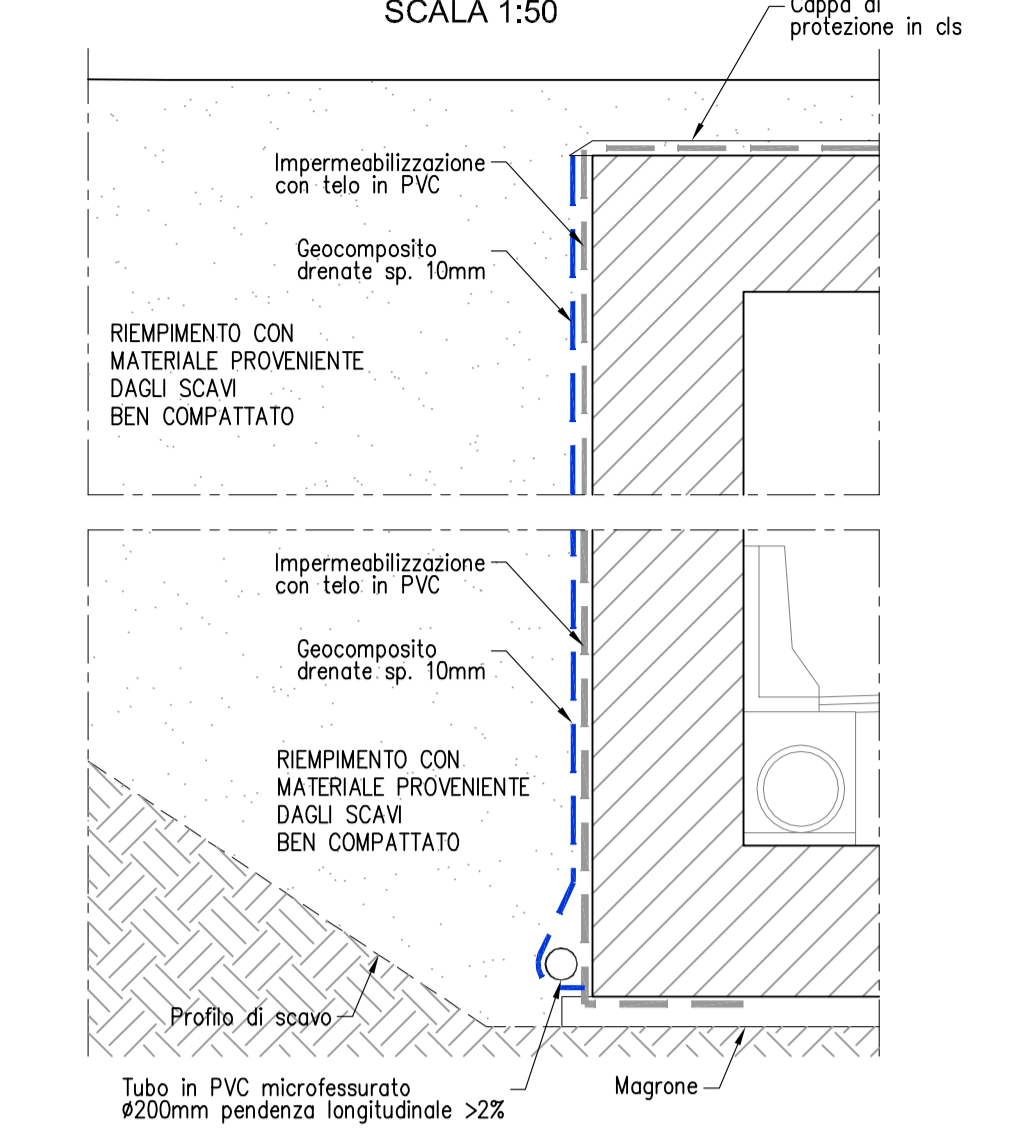 SCALA 1:50
Cappa di
protezione in cls
Impermeabilizzazione
con telo in PVC
Geocomposito
drenate sp. 10mm
RIEMPIMENTO CON
MATERIALE PROVENIENTE
DAGLI SCAVI
BEN COMPATTATO
Impermeabilizzazione
con telo in PVC
Geocomposito
drenate sp. 10mm
RIEMPIMENTO CON
MATERIALE PROVENIENTE
DAGLI SCAVI
BEN COMPATTATO
Profilo di scavo
Tubo in PVC microfessurato
Ø200mm pendenza longitudinale >2%
Magrone